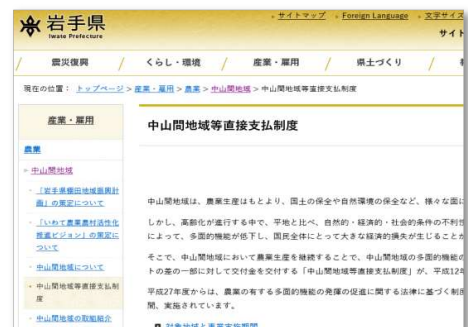 岩手県
Iwate Prefecture
サイトマップ Foreign Language 文字サイズ
サイト
震災復興 / くらし・環境 / 産業・雇用 / 県土づくり /
現在の位置： トップページ > 産業・雇用 > 農業 > 中山間地域 > 中山間地域等直接支払制度
産業・雇用
農業
中山間地域
「岩手県棚田地域振興計画」の策定について
「いわて農業農村活性化推進ビジョン」の策定について
中山間地域について
中山間地域等直接支払制度
中山間地域の取組紹介
中山間地域等直接支払制度
中山間地域は、農業生産はもとより、国土の保全や自然環境の保全など、様々な面に
しかし、高齢化が進行する中で、平地と比べ、自然的・経済的・社会的条件の不利性
によって、多面的機能が低下し、国民全体にとって大きな経済的損失が生じることが
そこで、中山間地域において農業生産を継続することで、中山間地域の多面的機能の
トの差の一部に対して交付金を交付する「中山間地域等直接支払制度」が、平成12年
平成27年度からは、農業の有する多面的機能の発揮の促進に関する法律に基づく制度
間、実施されています。
対象地域と事業実施期間